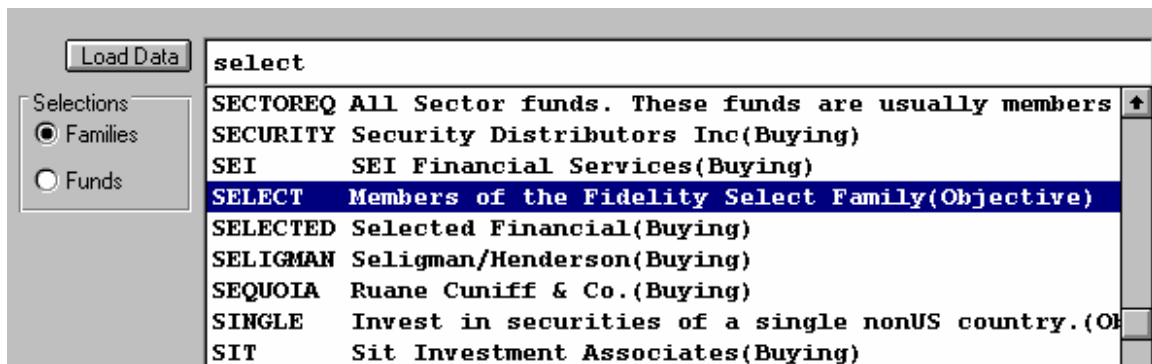 Load Data
select
Selections
Families
Funds
SECTOREQ All Sector funds. These funds are usually members
SECURITY Security Distributors Inc(Buying)
SEI SEI Financial Services(Buying)
SELECT Members of the Fidelity Select Family(Objective)
SELECTED Selected Financial(Buying)
SELIGMAN Seligman/Henderson(Buying)
SEQUOIA Ruane Cuniff & Co.(Buying)
SINGLE Invest in securities of a single nonUS country.(Ob
SIT Sit Investment Associates(Buying)